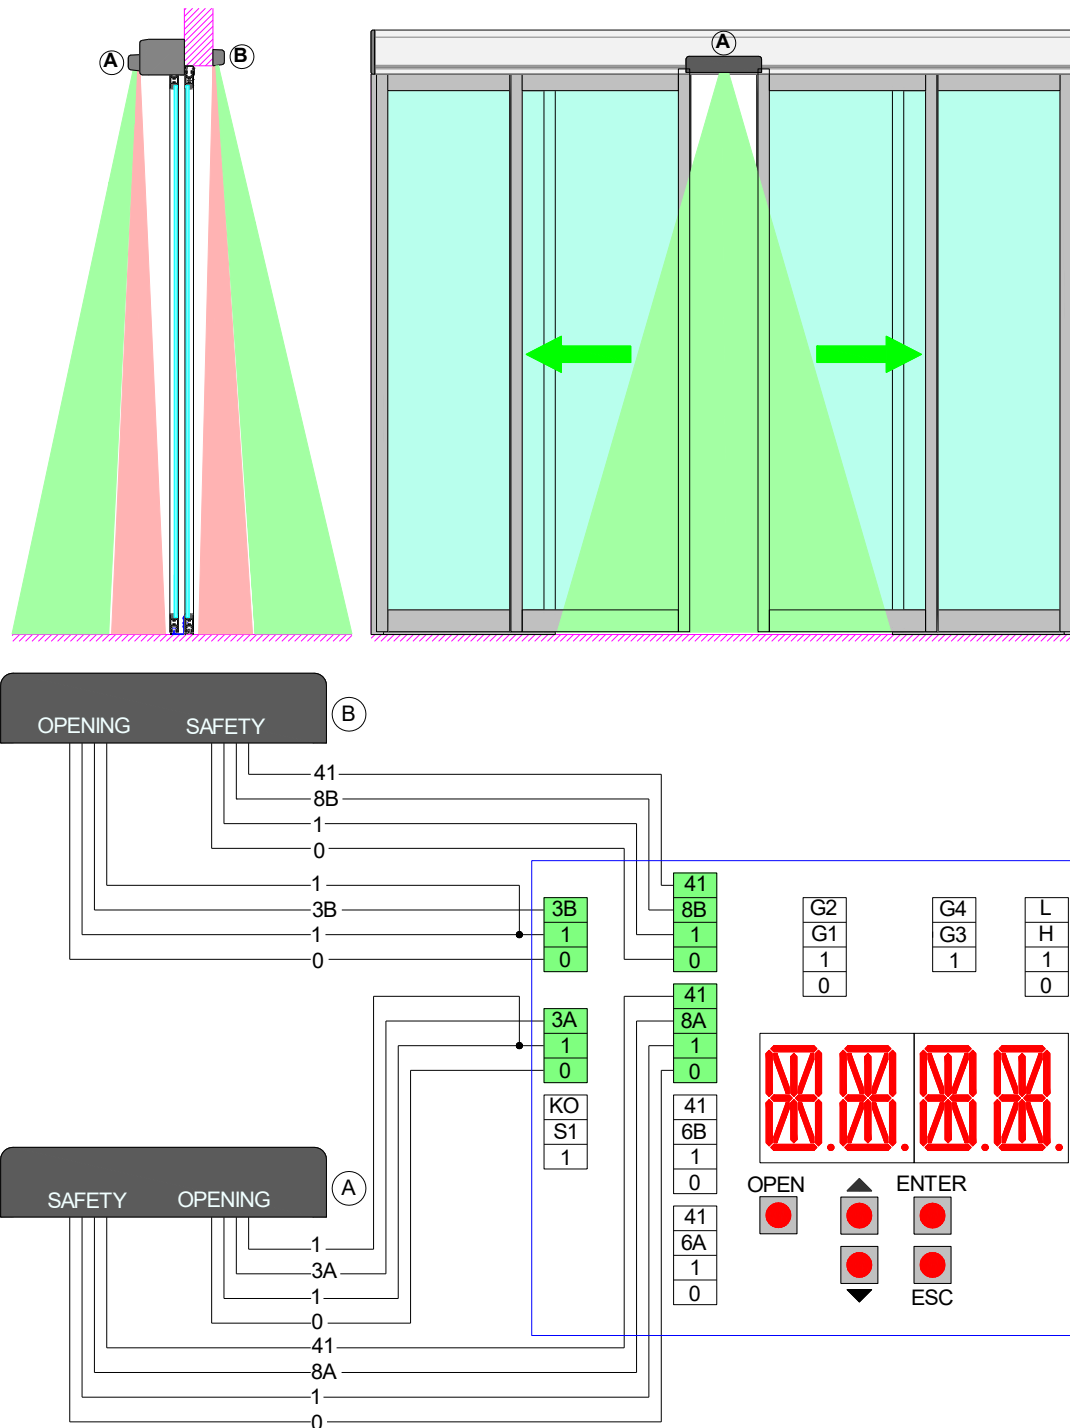 A
B
A
OPENING SAFETY
B
41
8B
1
0
1
3B
1
0
41
8B
1
0
3B
1
0
G2
G1
1
0
G4
G3
1
L
H
1
0
41
8A
1
0
3A
1
0
KO
S1
1
41
6B
1
0
41
6A
1
0
OPEN
ENTER
ESC
SAFETY OPENING
A
1
3A
1
0
41
8A
1
0